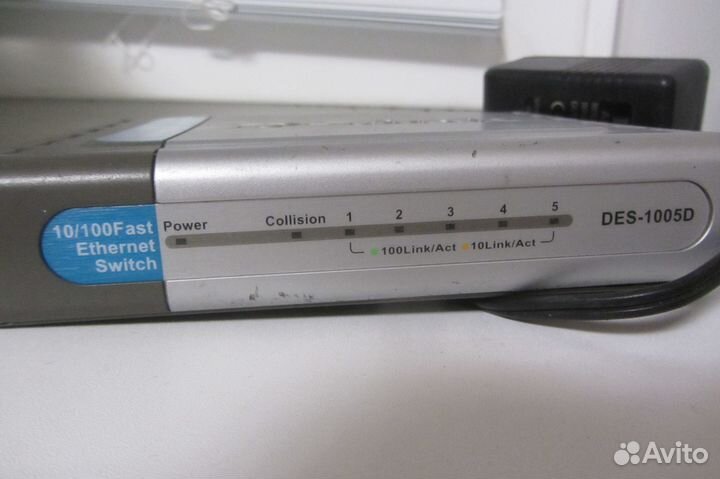 10/100Fast
Ethernet
Switch
Power
Collision 1 2 3 4 5
100Link/Act 10Link/Act
DES-1005D
Avito